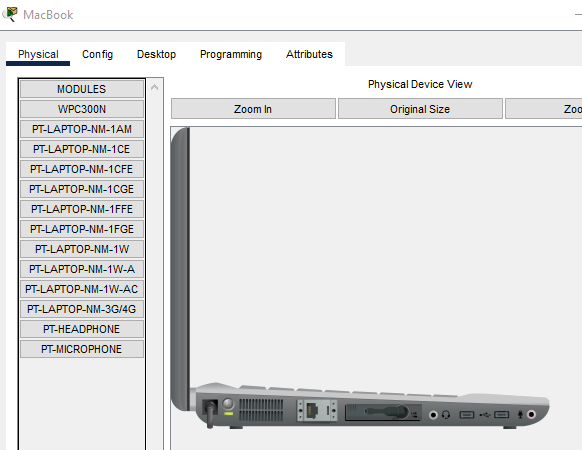 MacBook
Physical Config Desktop Programming Attributes
MODULES
WPC300N
PT-LAPTOP-NM-1AM
PT-LAPTOP-NM-1CE
PT-LAPTOP-NM-1CFE
PT-LAPTOP-NM-1CGE
PT-LAPTOP-NM-1FFE
PT-LAPTOP-NM-1FGE
PT-LAPTOP-NM-1W
PT-LAPTOP-NM-1W-A
PT-LAPTOP-NM-1W-AC
PT-LAPTOP-NM-3G/4G
PT-HEADPHONE
PT-MICROPHONE
Physical Device View
Zoom In Original Size Zoo